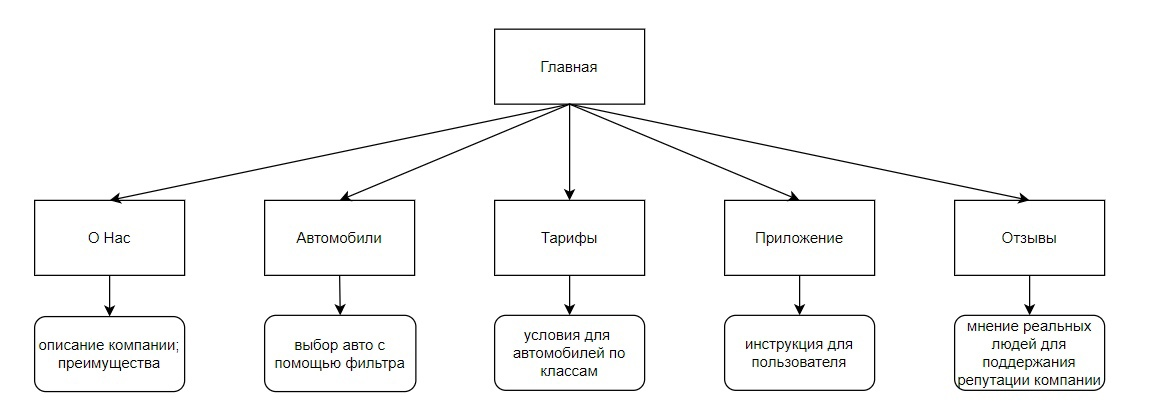 Главная
О Нас
Автомобили
Тарифы
Приложение
Отзывы
описание компании;
преимущества
выбор авто с
помощью фильтра
условия для
автомобилей по
классам
инструкция для
пользователя
мнение реальных
людей для
поддержания
репутации компании